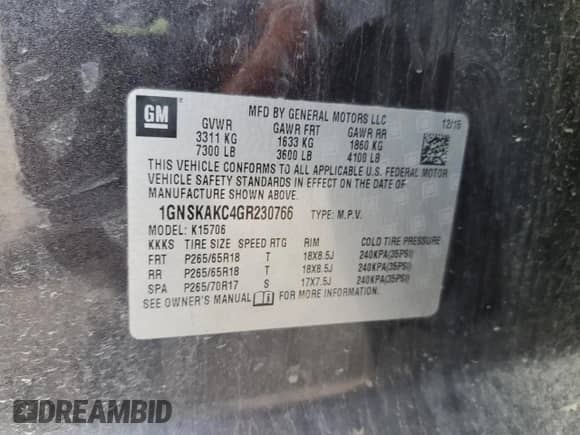 GM
MFD BY GENERAL MOTORS LLC
12/15
GVWR GAWR FRT GAWR RR
3311 KG 1633 KG 1860 KG
7300 LB 3600 LB 4100 LB
THIS VEHICLE CONFORMS TO ALL APPLICABLE U.S. FEDERAL MOTOR
VEHICLE SAFETY STANDARDS IN EFFECT ON THE DATE OF
MANUFACTURE SHOWN ABOVE.
1GNSKAKC4GR230766 TYPE: M.P.V.
MODEL: K15706
KKKS TIRE SIZE SPEED RTG RIM COLD TIRE PRESSURE
FRT P265/65R18 T 18X8.5J 240KPA(35PSI)
RR P265/65R18 T 18X8.5J 240KPA(35PSI)
SPA P265/70R17 S 17X7.5J 240KPA(35PSI)
SEE OWNER'S MANUAL FOR MORE INFORMATION.
DREAMBID